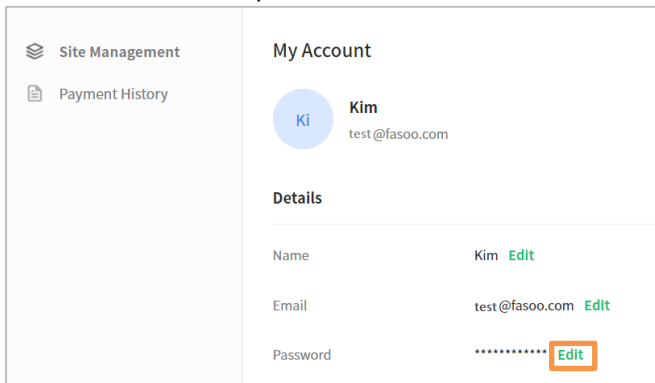 Site Management
Payment History
My Account
Ki
Kim
test@fasoo.com
Details
Name Kim Edit
Email test@fasoo.com Edit
Password ************ Edit